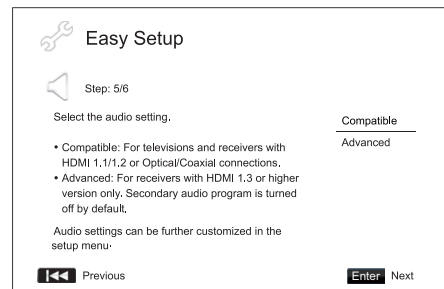 Easy Setup
Step: 5/6
Select the audio setting.
• Compatible: For televisions and receivers with
HDMI 1.1/1.2 or Optical/Coaxial connections.
• Advanced: For receivers with HDMI 1.3 or higher
version only. Secondary audio program is turned
off by default.
Audio settings can be further customized in the
setup menu.
Compatible
Advanced
Previous
Enter Next